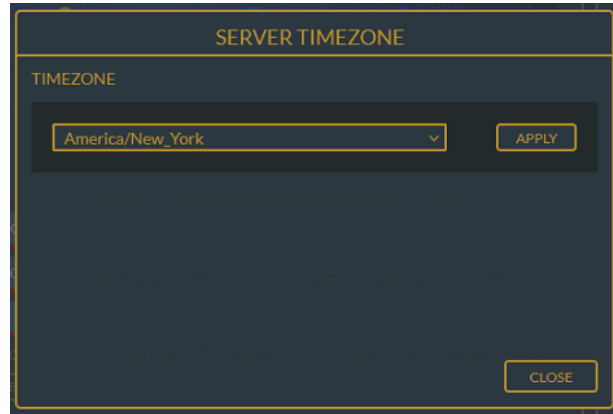 SERVER TIMEZONE
TIMEZONE
America/New_York
APPLY
CLOSE